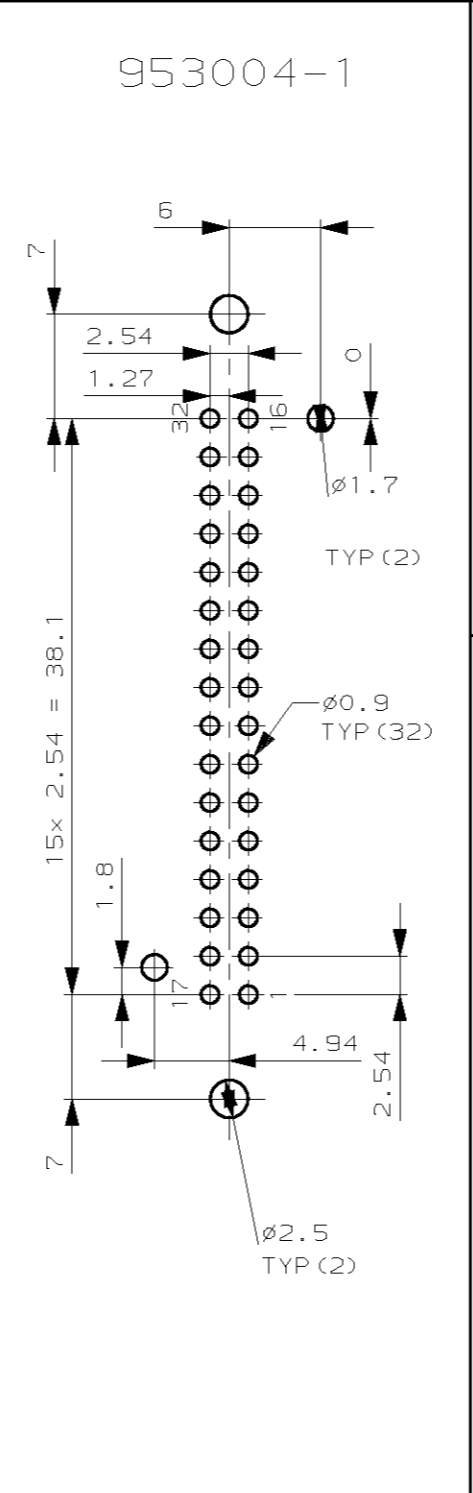 953004-1
6
7
2.54
0
1.27
32
16
ø1.7
TYP(2)
15x 2.54 = 38.1
ø0.9
TYP(32)
1.8
17
1
4.94
2.54
7
ø2.5
TYP(2)